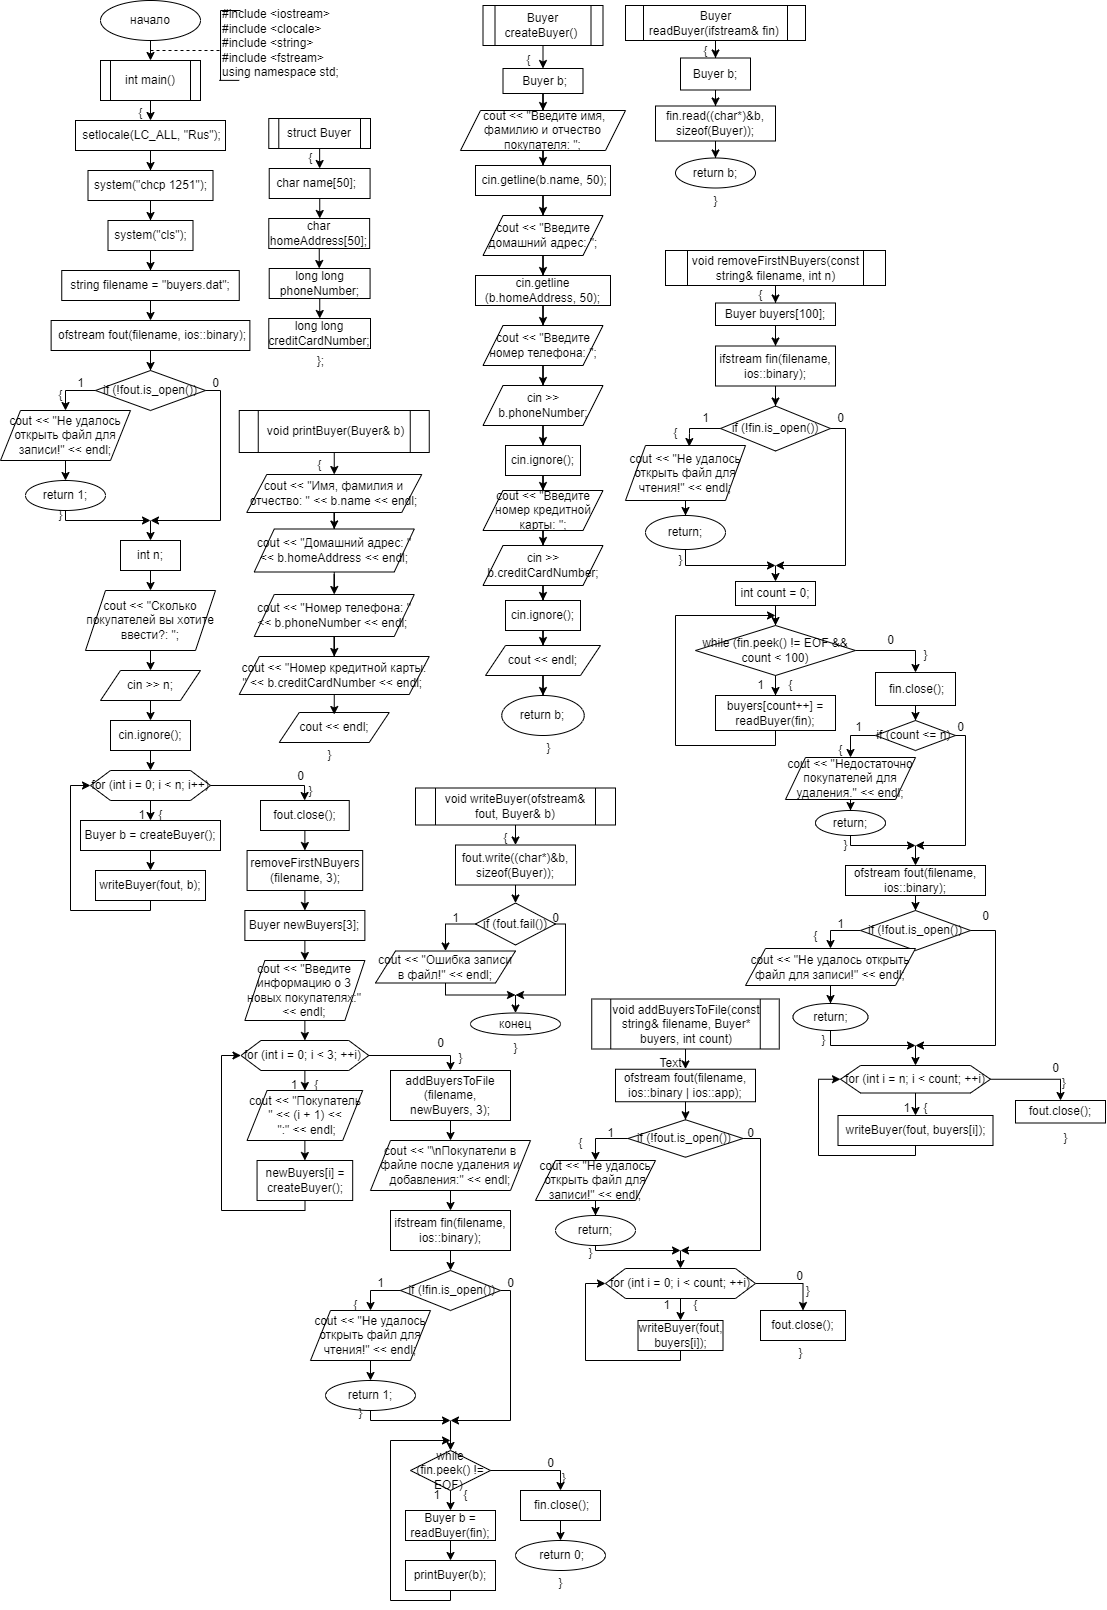 начало
#include <iostream>
#include <clocale>
#include <string>
#include <fstream>
using namespace std;
int main()
{
setlocale(LC_ALL, "Rus");
system("chcp 1251");
system("cls");
string filename = "buyers.dat";
ofstream fout(filename, ios::binary);
if (!fout.is_open())
1
0
{
cout << "Не удалось
открыть файл для
записи!" << endl;
return 1;
}
int n;
cout << "Сколько
покупателей вы хотите
ввести?: ";
cin >> n;
cin.ignore();
for (int i = 0; i < n; i++)
0
}
1
{
Buyer b = createBuyer();
writeBuyer(fout, b);
fout.close();
removeFirstNBuyers
(filename, 3);
Buyer newBuyers[3];
cout << "Введите
информацию о 3
новых покупателях:"
<< endl;
for (int i = 0; i < 3; ++i)
0
}
1
{
cout << "Покупатель
" << (i + 1) <<
":" << endl;
newBuyers[i] =
createBuyer();
addBuyersToFile
(filename,
newBuyers, 3);
cout << "\nПокупатели в
файле после удаления и
добавления:" << endl;
ifstream fin(filename,
ios::binary);
if (!fin.is_open())
1
0
{
cout << "Не удалось
открыть файл для
чтения!" << endl;
return 1;
}
while
(fin.peek() !=
EOF)
0
}
1
{
Buyer b =
readBuyer(fin);
printBuyer(b);
fin.close();
return 0;
}
struct Buyer
{
char name[50];
char
homeAddress[50];
long long
phoneNumber;
long long
creditCardNumber;
};
void printBuyer(Buyer& b)
{
cout << "Имя, фамилия и
отчество: " << b.name << endl;
cout << "Домашний адрес: "
<< b.homeAddress << endl;
cout << "Номер телефона: "
<< b.phoneNumber << endl;
cout << "Номер кредитной карты:
" << b.creditCardNumber << endl;
cout << endl;
}
Buyer
createBuyer()
{
Buyer b;
cout << "Введите имя,
фамилию и отчество
покупателя: ";
cin.getline(b.name, 50);
cout << "Введите
домашний адрес: ";
cin.getline
(b.homeAddress, 50);
cout << "Введите
номер телефона: ";
cin >>
b.phoneNumber;
cin.ignore();
cout << "Введите
номер кредитной
карты: ";
cin >>
b.creditCardNumber;
cin.ignore();
cout << endl;
return b;
}
void writeBuyer(ofstream&
fout, Buyer& b)
{
fout.write((char*)&b,
sizeof(Buyer));
if (fout.fail())
1
0
cout << "Ошибка записи
в файл!" << endl;
конец
}
Buyer
readBuyer(ifstream& fin)
{
Buyer b;
fin.read((char*)&b,
sizeof(Buyer));
return b;
}
void removeFirstNBuyers(const
string& filename, int n)
{
Buyer buyers[100];
ifstream fin(filename,
ios::binary);
if (!fin.is_open())
1
0
{
cout << "Не удалось
открыть файл для
чтения!" << endl;
return;
}
int count = 0;
while (fin.peek() != EOF &&
count < 100)
0
}
1
{
buyers[count++] =
readBuyer(fin);
fin.close();
if (count <= n)
1
0
{
cout << "Недостаточно
покупателей для
удаления." << endl;
return;
}
ofstream fout(filename,
ios::binary);
if (!fout.is_open())
1
0
{
cout << "Не удалось открыть
файл для записи!" << endl;
return;
}
for (int i = n; i < count; ++i)
0
}
1
{
writeBuyer(fout, buyers[i]);
fout.close();
}
void addBuyersToFile(const
string& filename, Buyer*
buyers, int count)
Text
ofstream fout(filename,
ios::binary | ios::app);
if (!fout.is_open())
1
0
{
cout << "Не удалось
открыть файл для
записи!" << endl;
return;
}
for (int i = 0; i < count; ++i)
0
}
1
{
writeBuyer(fout,
buyers[i]);
fout.close();
}